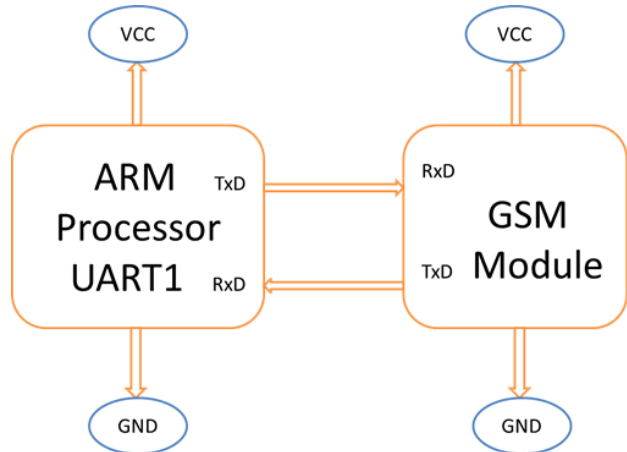 VCC
VCC
ARM
Processor
UART1
TxD
RxD
RxD
TxD
GSM
Module
GND
GND